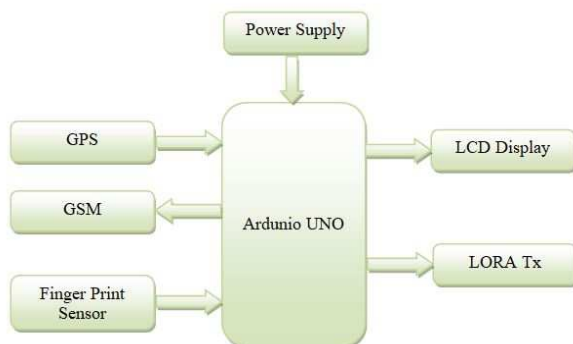 Power Supply
GPS
LCD Display
GSM
Ardunio UNO
LORA Tx
Finger Print
Sensor